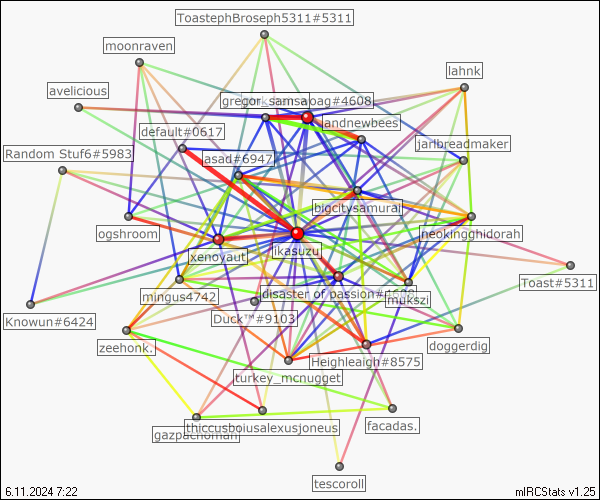 ToastephBroseph5311#5311
moonraven
lahnk
avelicious
gregor_samsa
pag#4608
landnewbees
default#0617
jarlbreadmaker
Random Stuf6#5983
asad#6947
bigcitysamurai
ogshroom
neokingghidorah
ikasuzu
xenoyaut
Toast#5311
mingus4742
disaster of passion
mukszi
Duck™#9103
Knowun#6424
doggerdig
zeehonk.
Heighleaigh#8575
turkey_mcnugget
facadas.
thiccusboiusalexusjoneus
gazpachoman
tescoroll
6.11.2024 7:22
mIRCStats v1.25